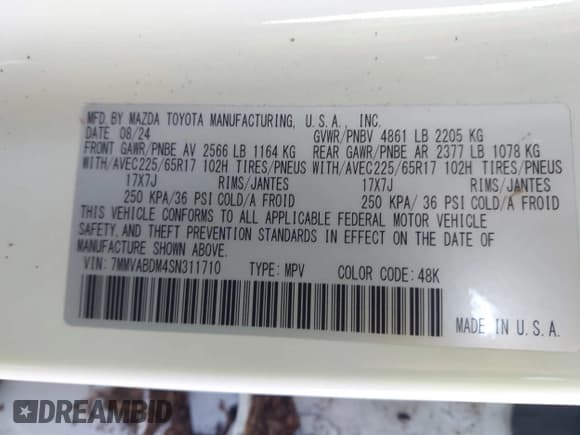 MFD. BY MAZDA TOYOTA MANUFACTURING, U.S.A., INC.
DATE 08/24 GVWR/PNBV 4861 LB 2205 KG
FRONT GAWR/PNBE AV 2566 LB 1164 KG REAR GAWR/PNBE AR 2377 LB 1078 KG
WITH/AVEC225/65R17 102H TIRES/PNEUS WITH/AVEC225/65R17 102H TIRES/PNEUS
17X7J RIMS/JANTES 17X7J RIMS/JANTES
250 KPA/36 PSI COLD/A FROID 250 KPA/36 PSI COLD/A FROID
THIS VEHICLE CONFORMS TO ALL APPLICABLE FEDERAL MOTOR VEHICLE
SAFETY, AND THEFT PREVENTION STANDARDS IN EFFECT ON THE DATE OF
MANUFACTURE SHOWN ABOVE.
VIN: 7MMVABDM4SN311710 TYPE: MPV COLOR CODE: 48K
MADE IN U.S.A.
DREAMBID